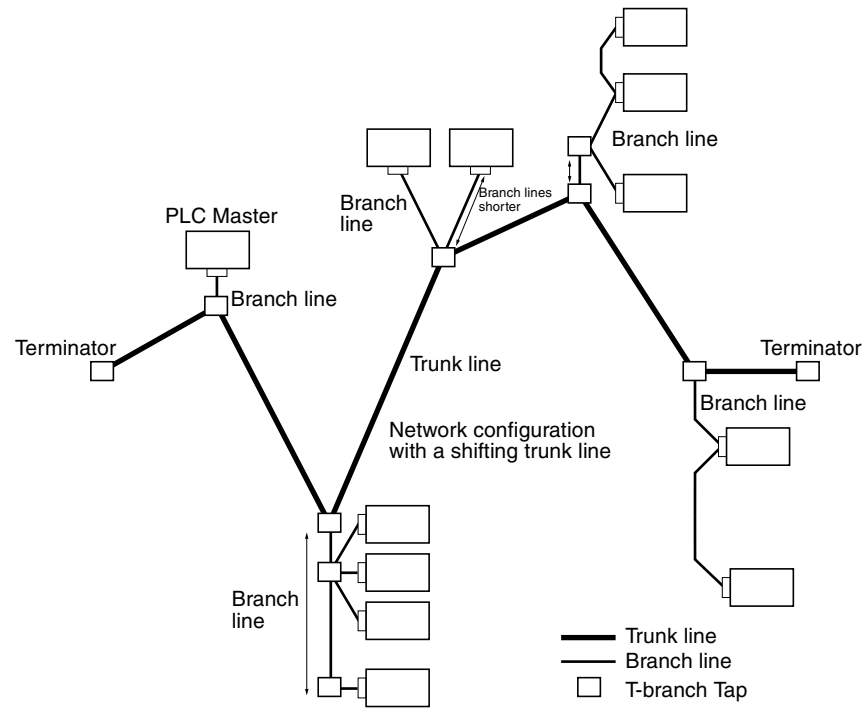 Branch line
Branch lines
shorter
Branch
line
PLC Master
Branch line
Terminator
Terminator
Trunk line
Branch line
Network configuration
with a shifting trunk line
Branch
line
Trunk line
Branch line
T-branch Tap